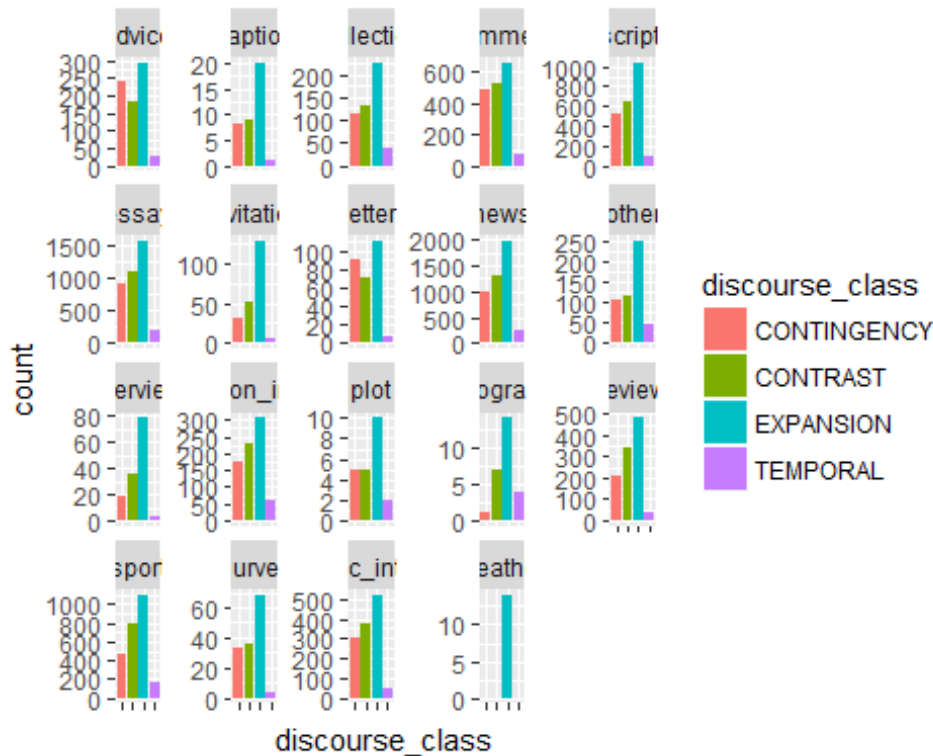 dvice aptio llecti mme script
300 250 200 150 100 50 0
20 15 10 5 0
200 150 100 50 0
600 400 200 0
1000 800 600 400 200 0
essay vitatio etter news other
1500 1000 500 0
100 50 0
100 80 60 40 20 0
2000 1500 1000 500 0
250 200 150 100 50 0
ervie on_i plot ogra eview
80 60 40 20 0
300 250 200 150 100 50 0
10 8 6 4 2 0
10 5 0
500 400 300 200 100 0
sport urve c_int eath
1000 800 600 400 200 0
60 40 20 0
500 400 300 200 100 0
10 5 0
count
discourse_class
discourse_class
CONTINGENCY
CONTRAST
EXPANSION
TEMPORAL